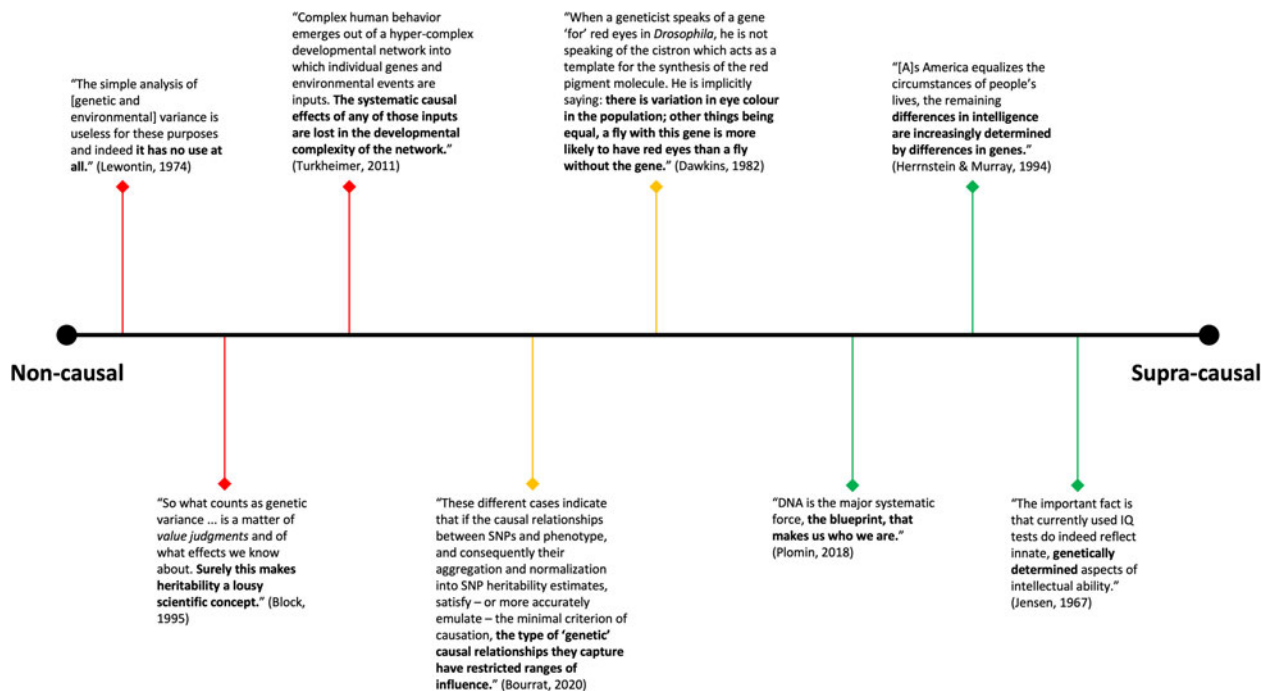 “The simple analysis of
[genetic and
environmental] variance is
useless for these purposes
and indeed it has no use at
all.” (Lewontin, 1974)
“Complex human behavior
emerges out of a hyper-complex
developmental network into
which individual genes and
environmental events are
inputs. The systematic causal
effects of any of those inputs
are lost in the developmental
complexity of the network.”
(Turkheimer, 2011)
“When a geneticist speaks of a gene
‘for’ red eyes in Drosophila, he is not
speaking of the cistron which acts as a
template for the synthesis of the red
pigment molecule. He is implicitly
saying: there is variation in eye colour
in the population; other things being
equal, a fly with this gene is more
likely to have red eyes than a fly
without the gene.” (Dawkins, 1982)
“[A]s America equalizes the
circumstances of people’s
lives, the remaining
differences in intelligence
are increasingly determined
by differences in genes.”
(Herrnstein & Murray, 1994)
Non-causal
Supra-causal
“So what counts as genetic
variance ... is a matter of
value judgments and of
what effects we know
about. Surely this makes
heritability a lousy
scientific concept.” (Block,
1995)
“These different cases indicate
that if the causal relationships
between SNPs and phenotype,
and consequently their
aggregation and normalization
into SNP heritability estimates,
satisfy – or more accurately
emulate – the minimal criterion of
causation, the type of ‘genetic’
causal relationships they capture
have restricted ranges of
influence.” (Bourrat, 2020)
“DNA is the major systematic
force, the blueprint, that
makes us who we are.”
(Plomin, 2018)
“The important fact is
that currently used IQ
tests do indeed reflect
innate, genetically
determined aspects of
intellectual ability.”
(Jensen, 1967)